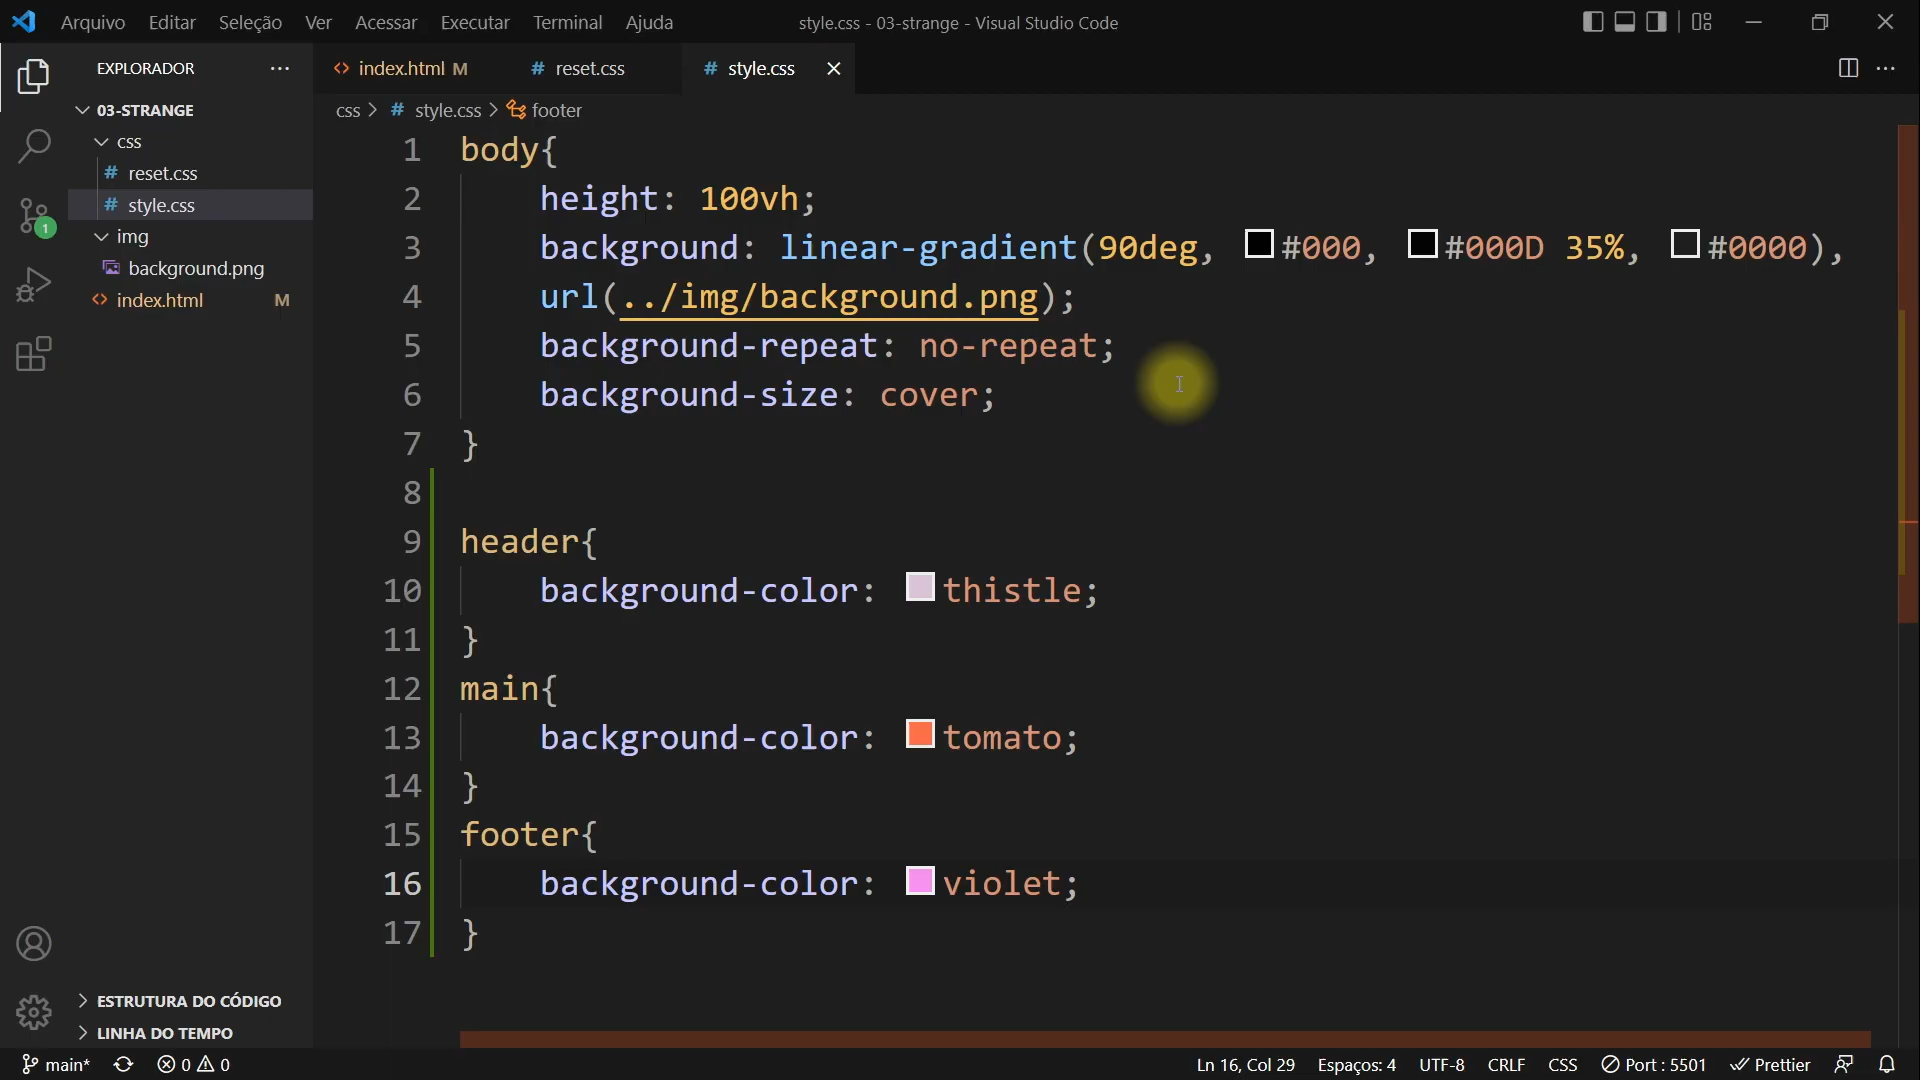 Arquivo Editar Seleção Ver Acessar Executar Terminal Ajuda style.css - 03-strange - Visual Studio Code
EXPLORADOR ···
index.html M # reset.css # style.css
03-STRANGE
css
# reset.css
# style.css
img
background.png
index.html M
css > # style.css > footer
1 body{
2 height: 100vh;
3 background: linear-gradient(90deg, #000, #000D 35%, #0000),
4 url(../img/background.png);
5 background-repeat: no-repeat;
6 background-size: cover;
7 }
8
9 header{
10 background-color: thistle;
11 }
12 main{
13 background-color: tomato;
14 }
15 footer{
16 background-color: violet;
17 }
1
ESTRUTURA DO CÓDIGO
LINHA DO TEMPO
main* 0 0 Ln 16, Col 29 Espaços: 4 UTF-8 CRLF CSS Port : 5501 Prettier